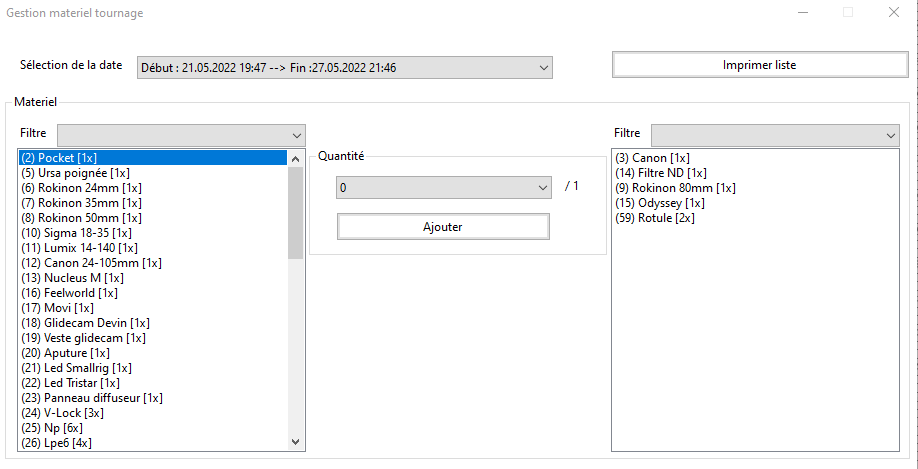 Gestion materiel tournage
Sélection de la date
Début : 21.05.2022 19:47 --> Fin :27.05.2022 21:46
Imprimer liste
Materiel
Filtre
(2) Pocket [1x]
(5) Ursa poignée [1x]
(6) Rokinon 24mm [1x]
(7) Rokinon 35mm [1x]
(8) Rokinon 50mm [1x]
(10) Sigma 18-35 [1x]
(11) Lumix 14-140 [1x]
(12) Canon 24-105mm [1x]
(13) Nucleus M [1x]
(16) Feelworld [1x]
(17) Movi [1x]
(18) Glidecam Devin [1x]
(19) Veste glidecam [1x]
(20) Aputure [1x]
(21) Led Smallrig [1x]
(22) Led Tristar [1x]
(23) Panneau diffuseur [1x]
(24) V-Lock [3x]
(25) Np [6x]
(26) Lpe6 [4x]
Quantité
0
/ 1
Ajouter
Filtre
(3) Canon [1x]
(14) Filtre ND [1x]
(9) Rokinon 80mm [1x]
(15) Odyssey [1x]
(59) Rotule [2x]